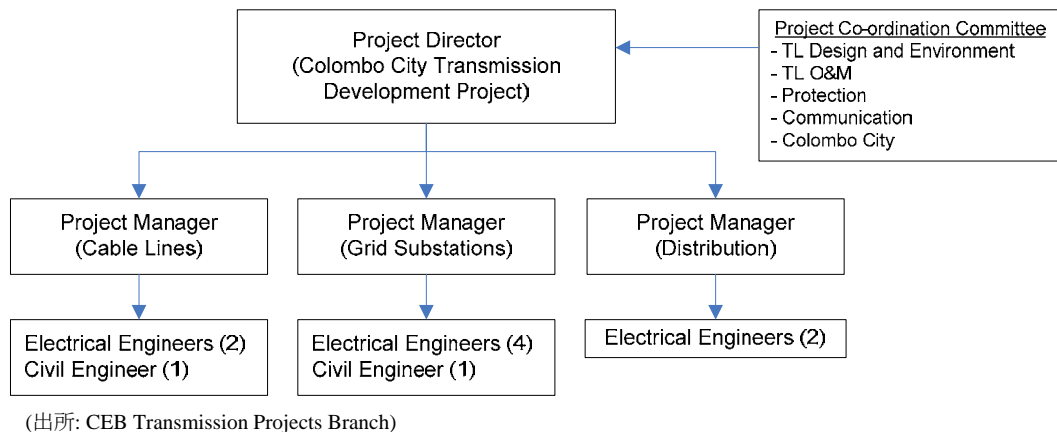 Project Director
(Colombo City Transmission
Development Project)
Project Co-ordination Committee
- TL Design and Environment
- TL O&M
- Protection
- Communication
- Colombo City
Project Manager
(Cable Lines)
Project Manager
(Grid Substations)
Project Manager
(Distribution)
Electrical Engineers (2)
Civil Engineer (1)
Electrical Engineers (4)
Civil Engineer (1)
Electrical Engineers (2)
(出所: CEB Transmission Projects Branch)